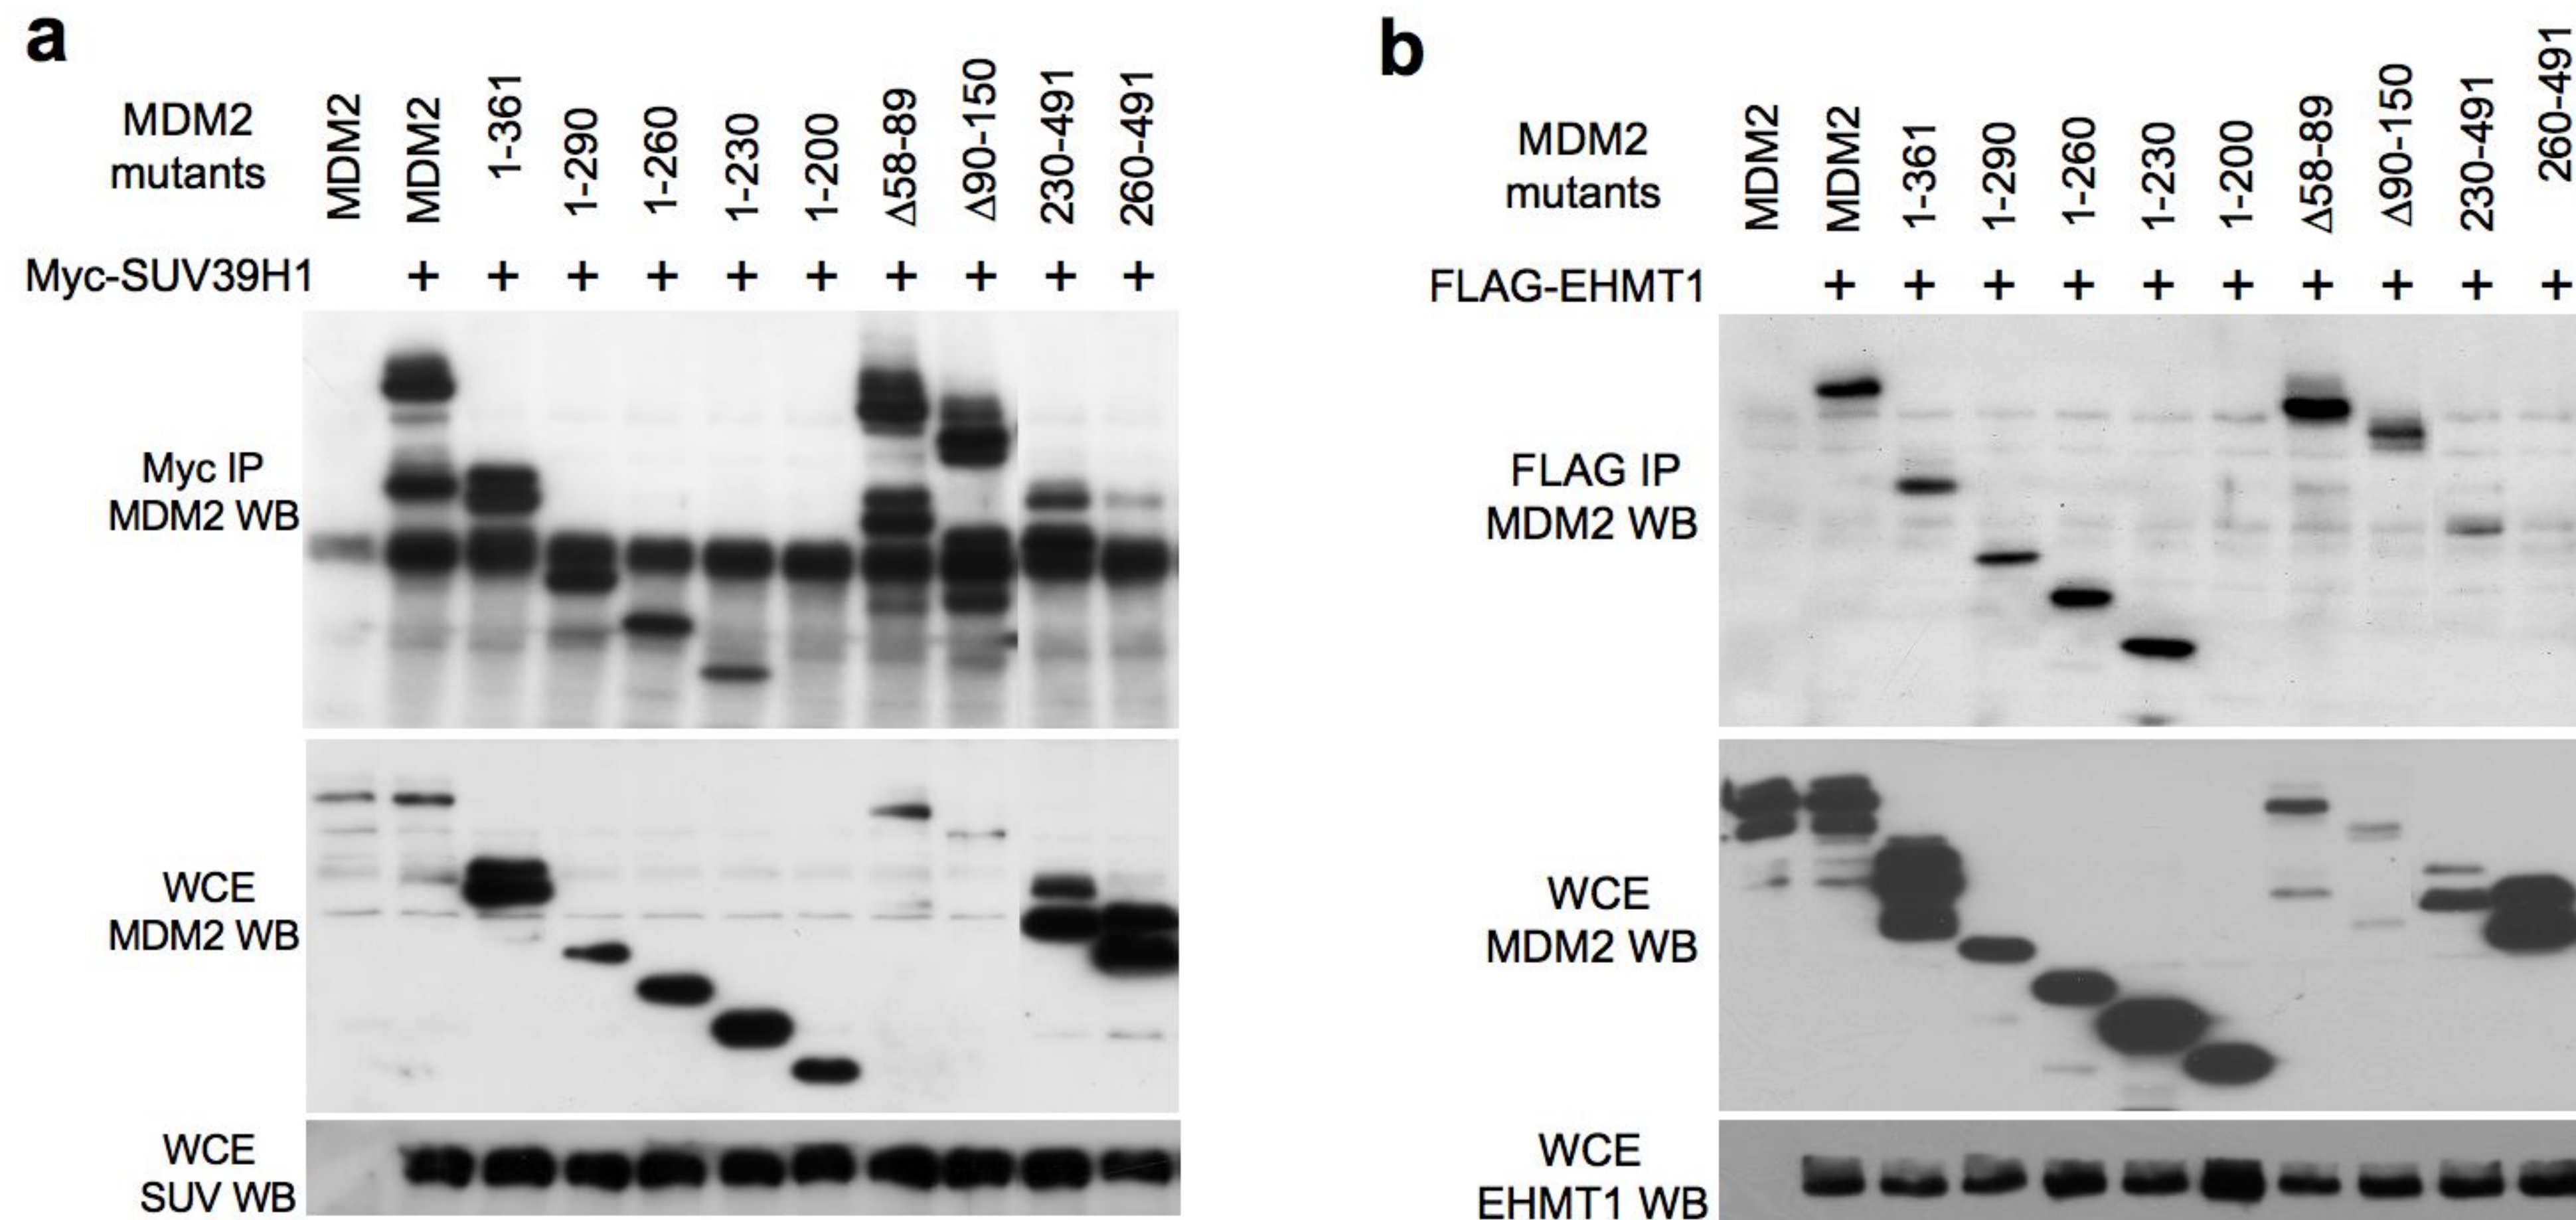 a
MDM2
mutants
MDM2
MDM2
1-361
1-290
1-260
1-230
1-200
Δ58-89
Δ90-150
230-491
260-491
Myc-SUV39H1
+ + + + + + + + + +
Myc IP
MDM2 WB
WCE
MDM2 WB
WCE
SUV WB
b
MDM2
mutants
MDM2
MDM2
1-361
1-290
1-260
1-230
1-200
Δ58-89
Δ90-150
230-491
260-491
FLAG-EHMT1
+ + + + + + + + + +
FLAG IP
MDM2 WB
WCE
MDM2 WB
WCE
EHMT1 WB